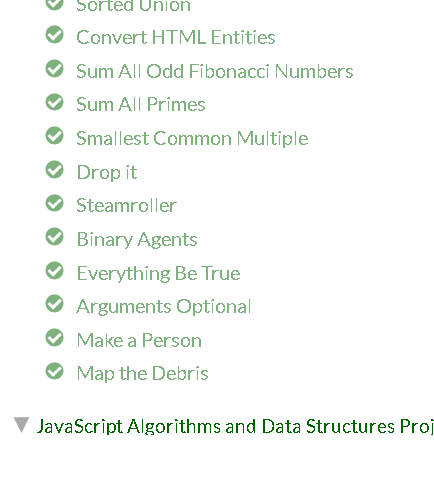 Sorted Union
Convert HTML Entities
Sum All Odd Fibonacci Numbers
Sum All Primes
Smallest Common Multiple
Drop it
Steamroller
Binary Agents
Everything Be True
Arguments Optional
Make a Person
Map the Debris
JavaScript Algorithms and Data Structures Proj